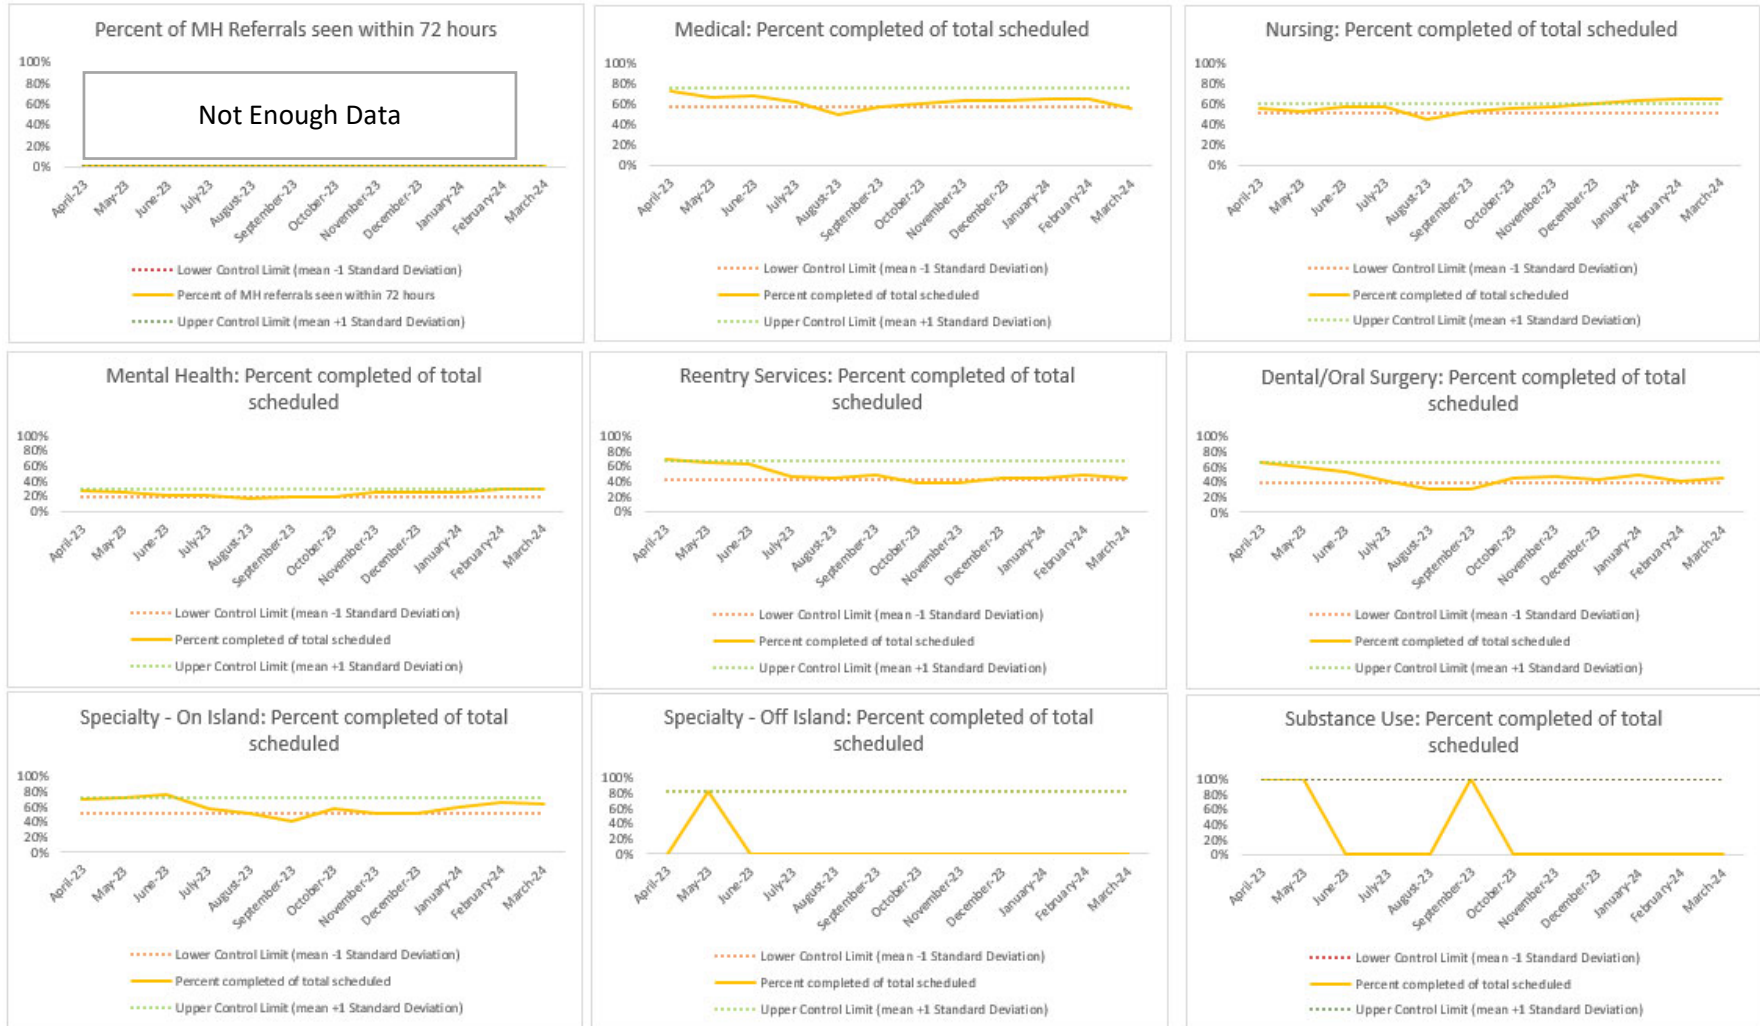 Percent of MH Referrals seen within 72 hours
100%
80%
60%
40%
20%
0%
Not Enough Data
April-23
May-23
June-23
July-23
August-23
September-23
October-23
November-23
December-23
January-24
February-24
March-24
Lower Control Limit (mean -1 Standard Deviation)
Percent of MH referrals seen within 72 hours
Upper Control Limit (mean +1 Standard Deviation)
Medical: Percent completed of total scheduled
100%
80%
60%
40%
20%
0%
April-23
May-23
June-23
July-23
August-23
September-23
October-23
November-23
December-23
January-24
February-24
March-24
Lower Control Limit (mean -1 Standard Deviation)
Percent completed of total scheduled
Upper Control Limit (mean +1 Standard Deviation)
Nursing: Percent completed of total scheduled
100%
80%
60%
40%
20%
0%
April-23
May-23
June-23
July-23
August-23
September-23
October-23
November-23
December-23
January-24
February-24
March-24
Lower Control Limit (mean -1 Standard Deviation)
Percent completed of total scheduled
Upper Control Limit (mean +1 Standard Deviation)
Mental Health: Percent completed of total
scheduled
100%
80%
60%
40%
20%
0%
April-23
May-23
June-23
July-23
August-23
September-23
October-23
November-23
December-23
January-24
February-24
March-24
Lower Control Limit (mean -1 Standard Deviation)
Percent completed of total scheduled
Upper Control Limit (mean +1 Standard Deviation)
Reentry Services: Percent completed of total
scheduled
100%
80%
60%
40%
20%
0%
April-23
May-23
June-23
July-23
August-23
September-23
October-23
November-23
December-23
January-24
February-24
March-24
Lower Control Limit (mean -1 Standard Deviation)
Percent completed of total scheduled
Upper Control Limit (mean +1 Standard Deviation)
Dental/Oral Surgery: Percent completed of total
scheduled
100%
80%
60%
40%
20%
0%
April-23
May-23
June-23
July-23
August-23
September-23
October-23
November-23
December-23
January-24
February-24
March-24
Lower Control Limit (mean -1 Standard Deviation)
Percent completed of total scheduled
Upper Control Limit (mean +1 Standard Deviation)
Specialty - On Island: Percent completed of total
scheduled
100%
80%
60%
40%
20%
0%
April-23
May-23
June-23
July-23
August-23
September-23
October-23
November-23
December-23
January-24
February-24
March-24
Lower Control Limit (mean -1 Standard Deviation)
Percent completed of total scheduled
Upper Control Limit (mean +1 Standard Deviation)
Specialty - Off Island: Percent completed of total
scheduled
100%
80%
60%
40%
20%
0%
April-23
May-23
June-23
July-23
August-23
September-23
October-23
November-23
December-23
January-24
February-24
March-24
Lower Control Limit (mean -1 Standard Deviation)
Percent completed of total scheduled
Upper Control Limit (mean +1 Standard Deviation)
Substance Use: Percent completed of total
scheduled
100%
80%
60%
40%
20%
0%
April-23
May-23
June-23
July-23
August-23
September-23
October-23
November-23
December-23
January-24
February-24
March-24
Lower Control Limit (mean -1 Standard Deviation)
Percent completed of total scheduled
Upper Control Limit (mean +1 Standard Deviation)